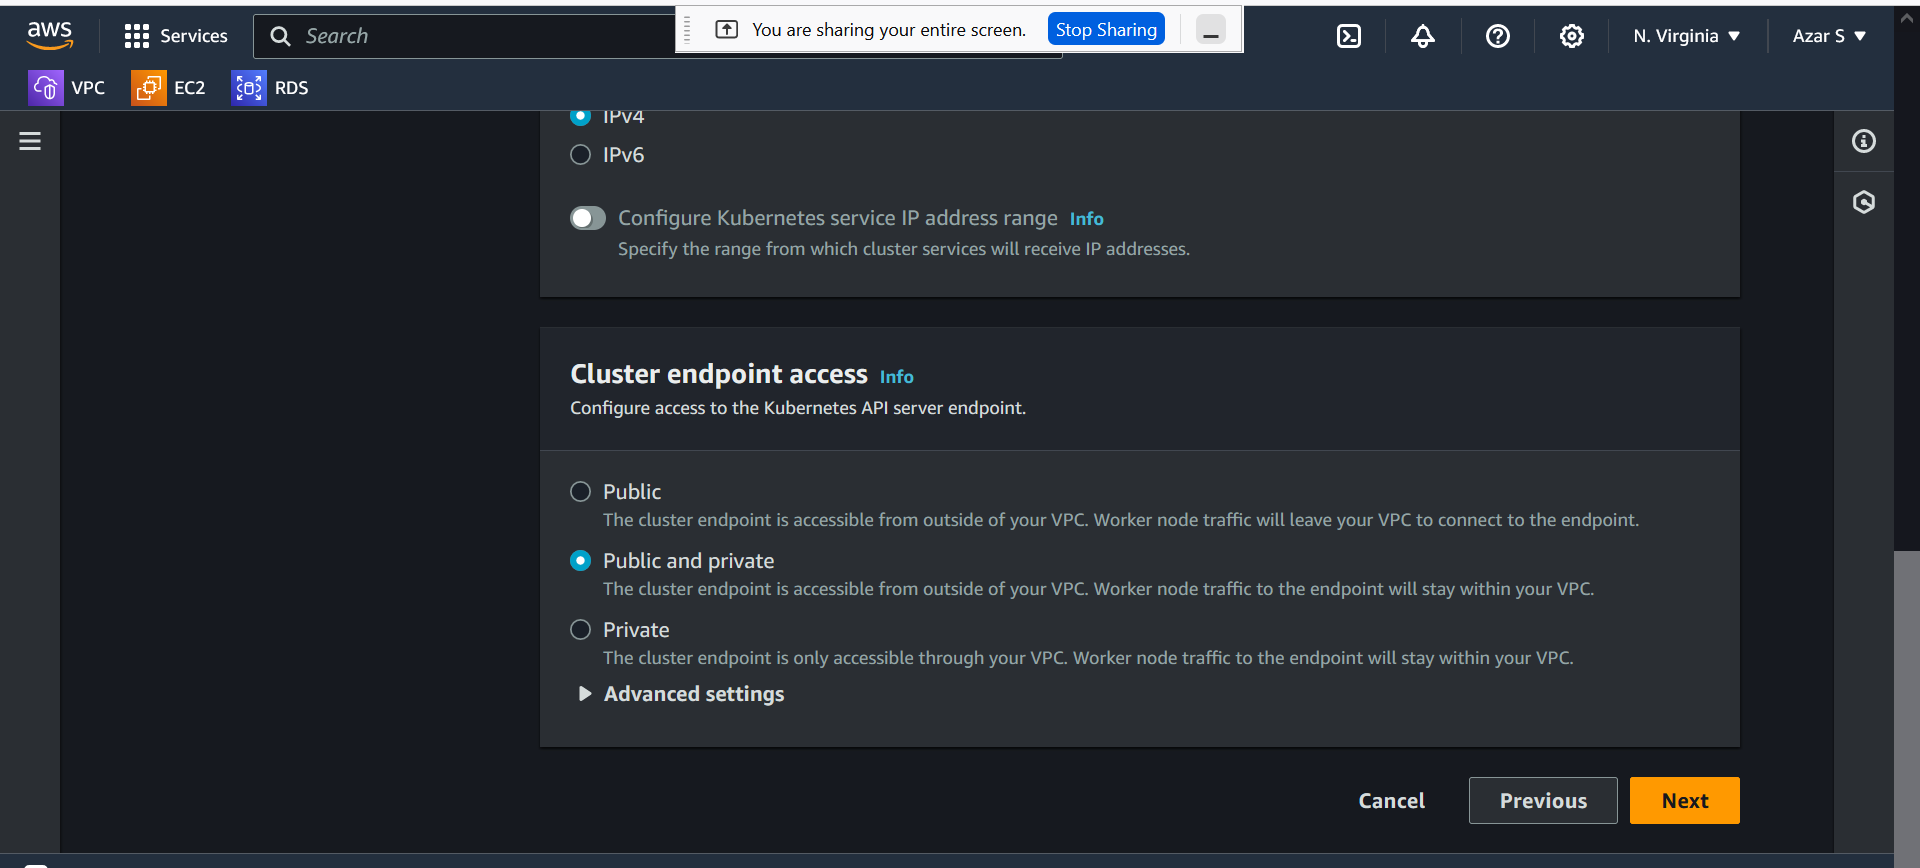 aws
Services
Search
You are sharing your entire screen.
Stop Sharing
N. Virginia
Azar S
VPC
EC2
RDS
IPv4
IPv6
Configure Kubernetes service IP address range Info
Specify the range from which cluster services will receive IP addresses.
Cluster endpoint access Info
Configure access to the Kubernetes API server endpoint.
Public
The cluster endpoint is accessible from outside of your VPC. Worker node traffic will leave your VPC to connect to the endpoint.
Public and private
The cluster endpoint is accessible from outside of your VPC. Worker node traffic to the endpoint will stay within your VPC.
Private
The cluster endpoint is only accessible through your VPC. Worker node traffic to the endpoint will stay within your VPC.
Advanced settings
Cancel
Previous
Next